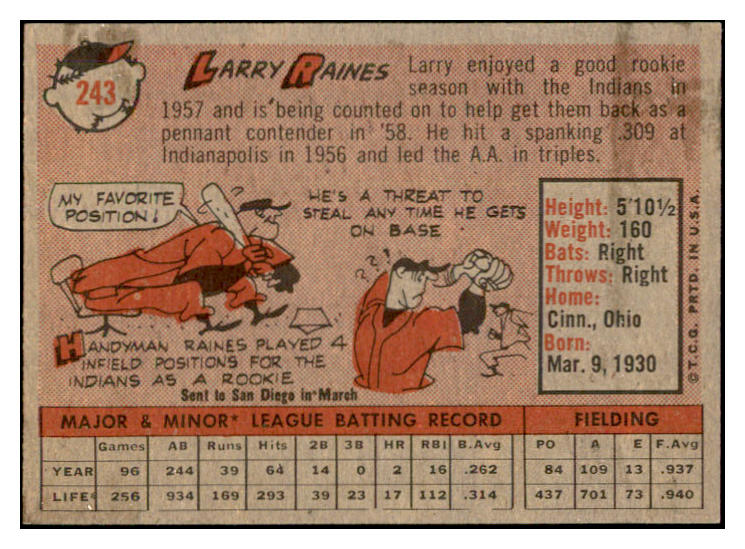 243
LARRY RAINES
Larry enjoyed a good rookie
season with the Indians in
1957 and is being counted on to help get them back as a
pennant contender in '58. He hit a spanking .309 at
Indianapolis in 1956 and led the A.A. in triples.
MY FAVORITE
POSITION!
HE'S A THREAT TO
STEAL ANY TIME HE GETS
ON BASE
??!
HANDYMAN RAINES PLAYED 4
INFIELD POSITIONS FOR THE
INDIANS AS A ROOKIE
Sent to San Diego in March
Height: 5'10½
Weight: 160
Bats: Right
Throws: Right
Home:
Cinn., Ohio
Born:
Mar. 9, 1930
©T.C.G. PRTD. IN U.S.A.
MAJOR & MINOR* LEAGUE BATTING RECORD FIELDING
Games AB Runs Hits 2B 3B HR RBI B.Avg PO A E F.Avg
YEAR 96 244 39 64 14 0 2 16 .262 84 109 13 .937
LIFE* 256 934 169 293 39 23 17 112 .314 437 701 73 .940